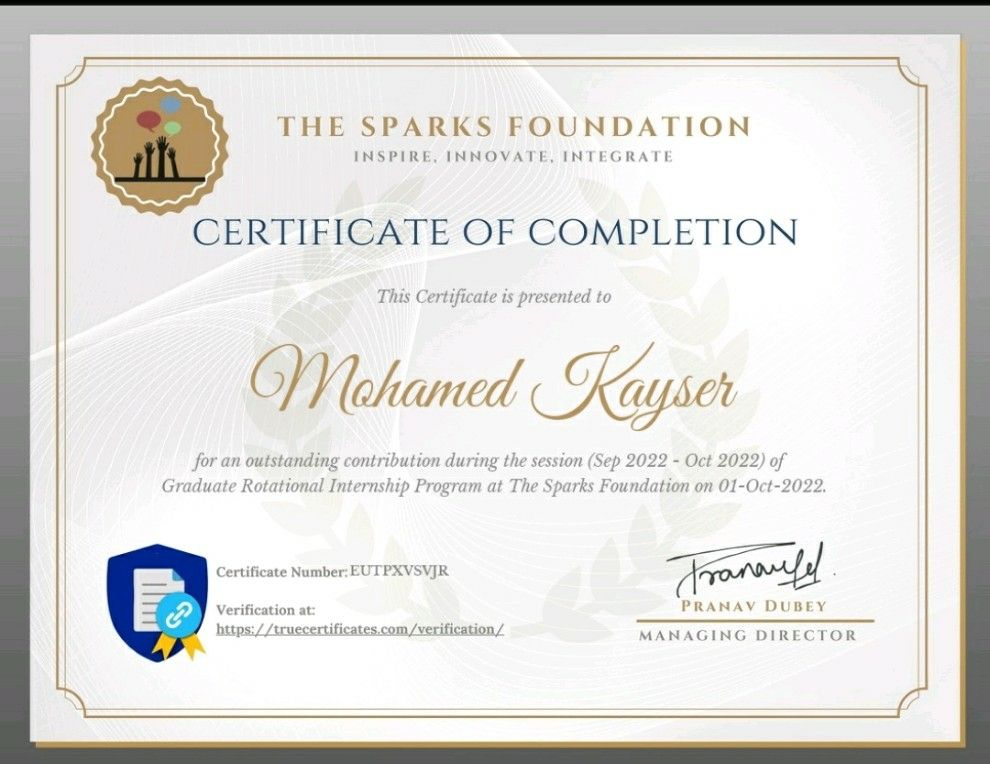 THE SPARKS FOUNDATION
INSPIRE, INNOVATE, INTEGRATE
CERTIFICATE OF COMPLETION
This Certificate is presented to
Mohamed Kayser
for an outstanding contribution during the session (Sep 2022 - Oct 2022) of
Graduate Rotational Internship Program at The Sparks Foundation on 01-Oct-2022.
Certificate Number: EUTPXVSVJR
Verification at:
https://truecertificates.com/verification/
PRANAV DUBEY
MANAGING DIRECTOR